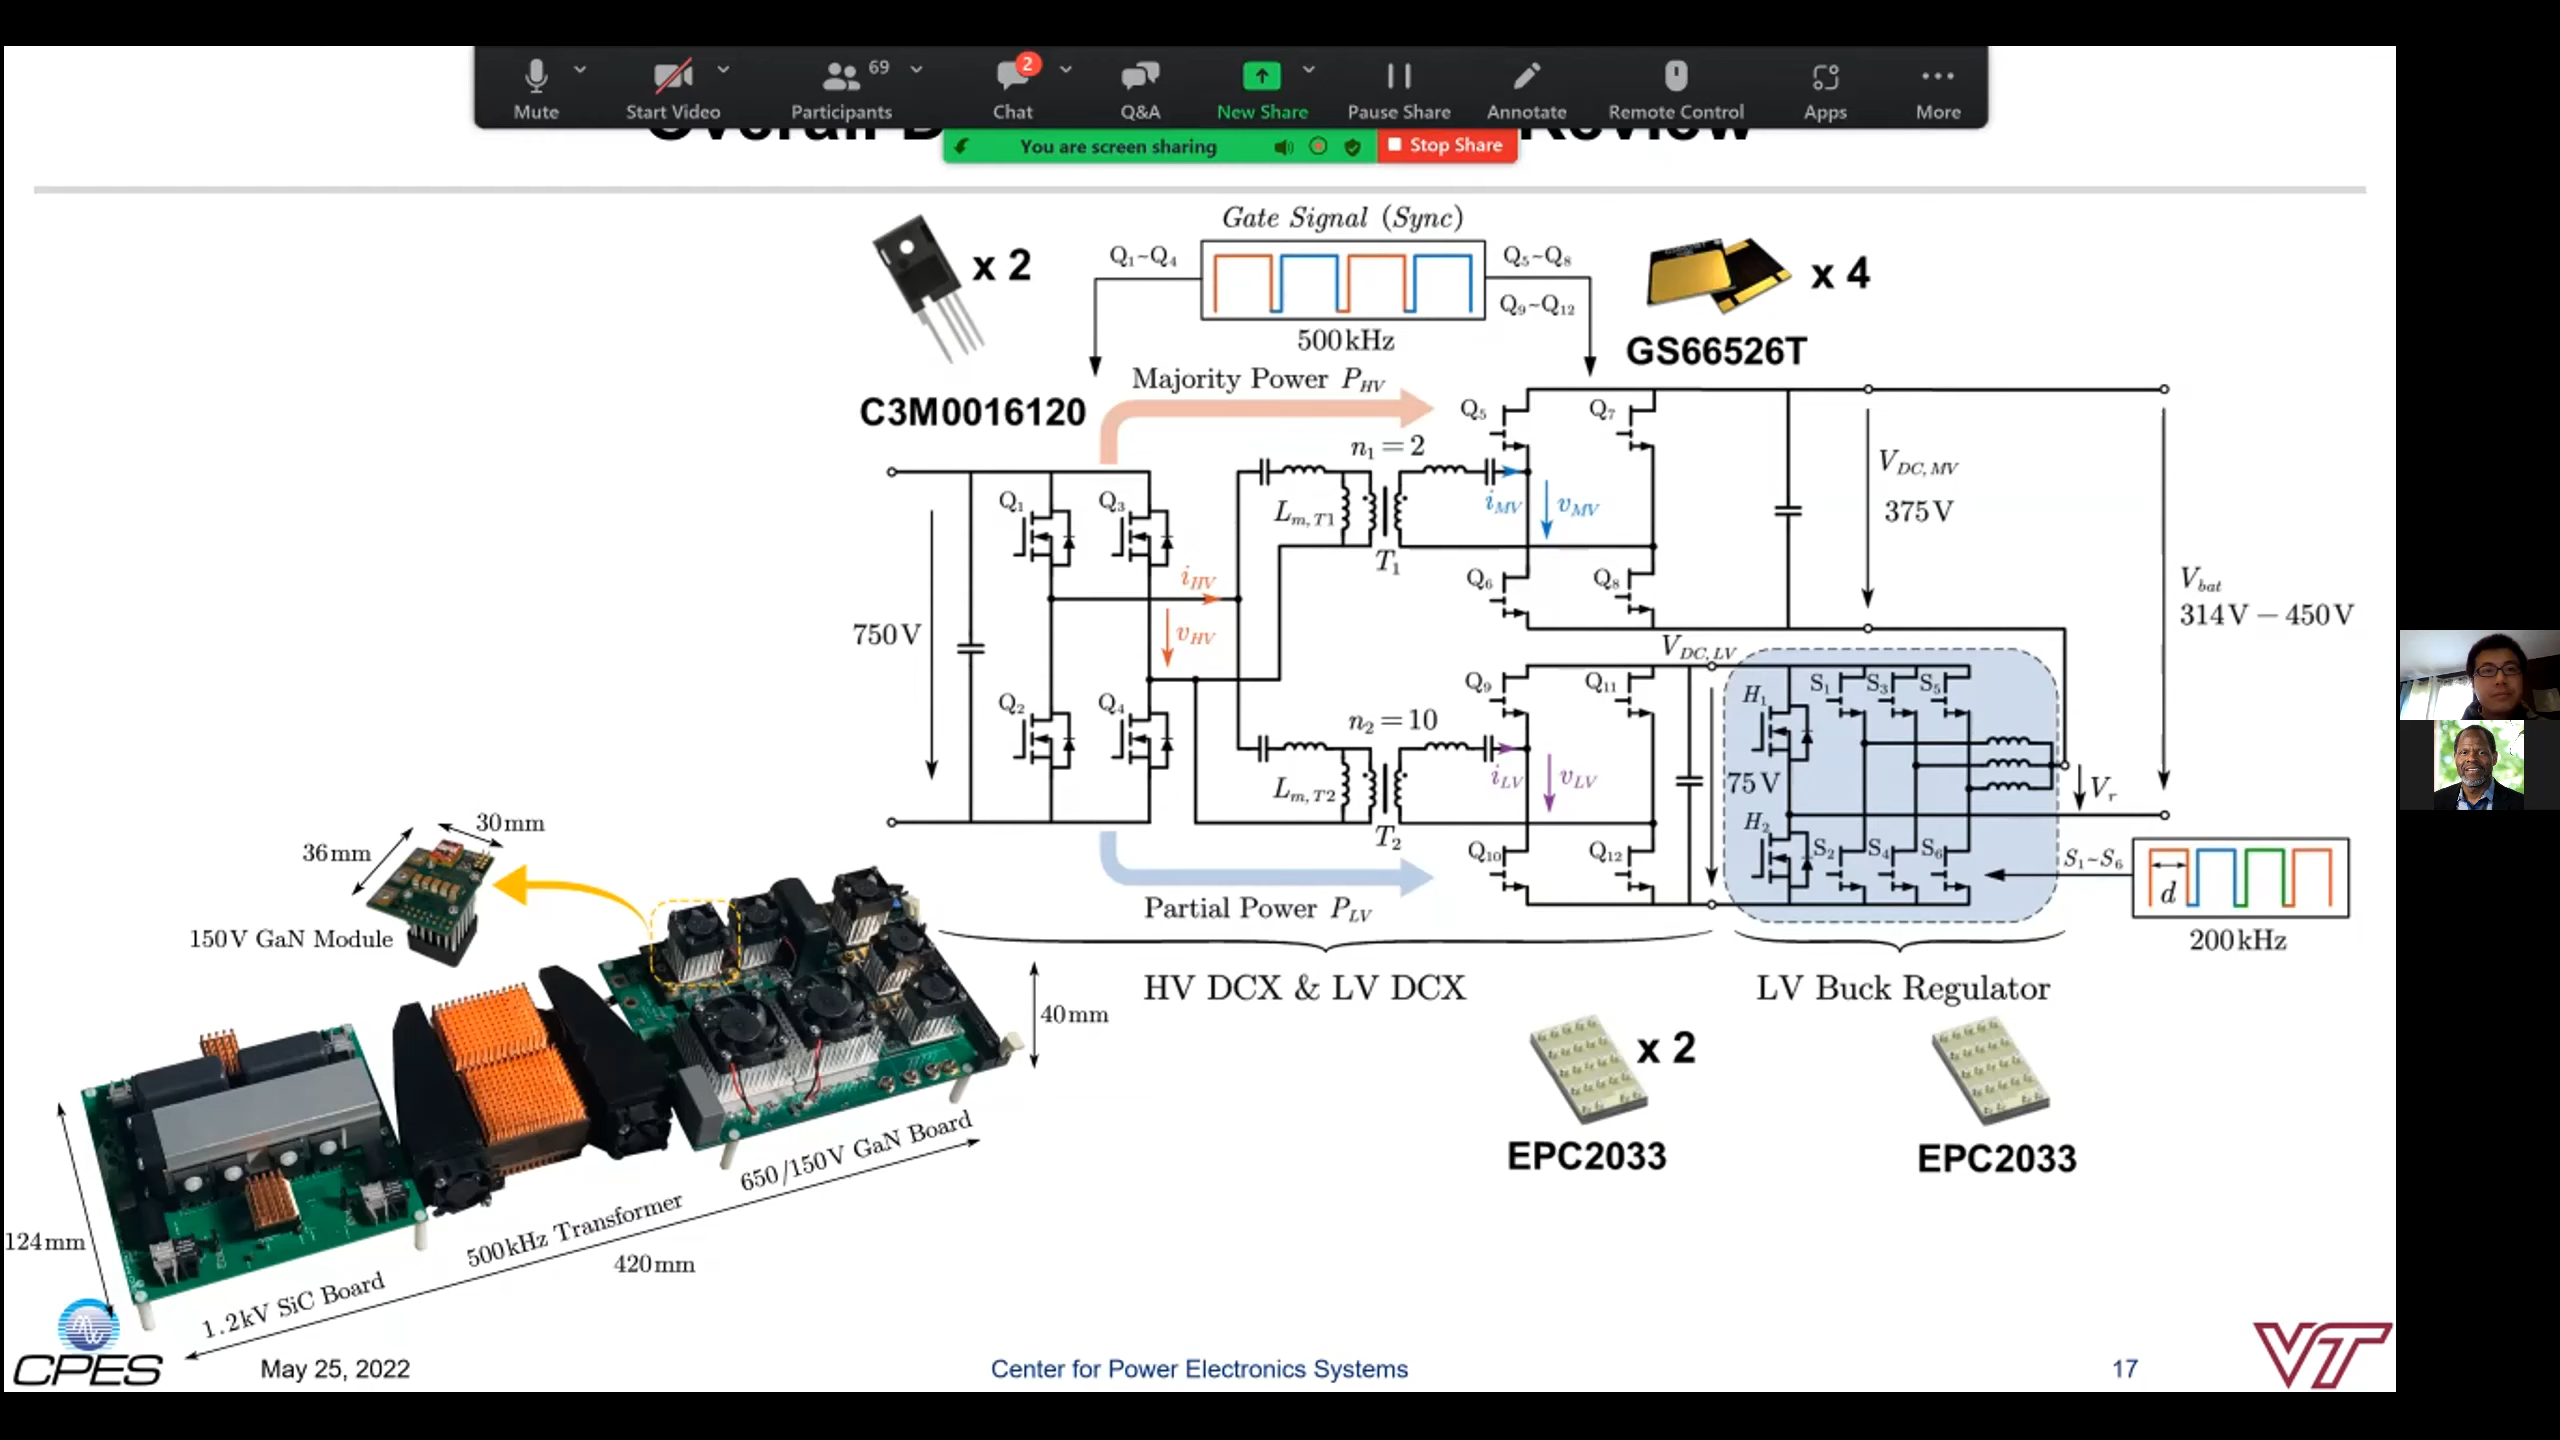 69
2
Mute
Start Video
Participants
Chat
Q&A
New Share
Pause Share
Annotate
Remote Control
Apps
More
You are screen sharing
Stop Share
Gate Signal (Sync)
Q1~Q4
Q5~Q8
Q9~Q12
500kHz
x 2
x 4
C3M0016120
GS66526T
Majority Power PHV
n1 = 2
Q5
Q7
Q1
Q3
Lm, T1
T1
iMV
vMV
VDC, MV
375V
iHV
vHV
Q6
Q8
Vbat
314V – 450V
750V
VDC, LV
Q2
Q4
n2 = 10
Q9
Q11
H1
S1
S3
S5
Lm, T2
T2
iLV
vLV
75V
Vr
H2
Q10
Q12
S2
S4
S6
S1~S6
d
200kHz
Partial Power PLV
HV DCX & LV DCX
LV Buck Regulator
30mm
36mm
150V GaN Module
40mm
x 2
EPC2033
EPC2033
650/150V GaN Board
500kHz Transformer
420mm
124mm
1.2kV SiC Board
CPES
May 25, 2022
Center for Power Electronics Systems
17
VT